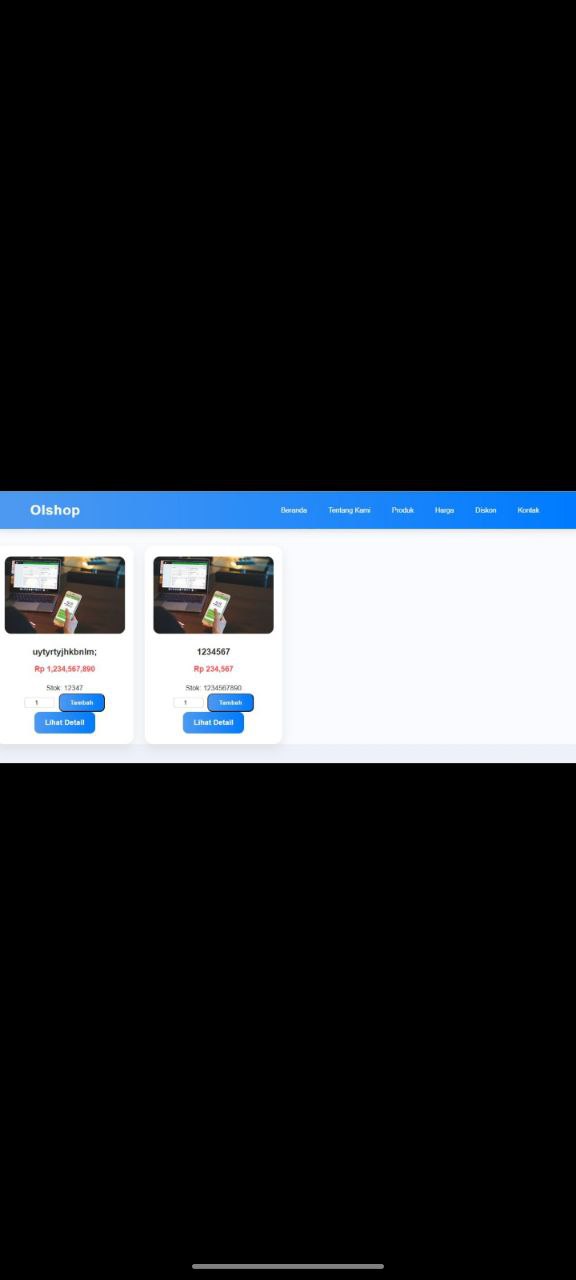 Olshop
Beranda Tentang Kami Produk Harga Diskon Kontak
uytyrtyjhkbnlm;
Rp 1,234,567,890
Stok: 12347
1 Tambah
Lihat Detail
1234567
Rp 234,567
Stok: 1234567890
1 Tambah
Lihat Detail